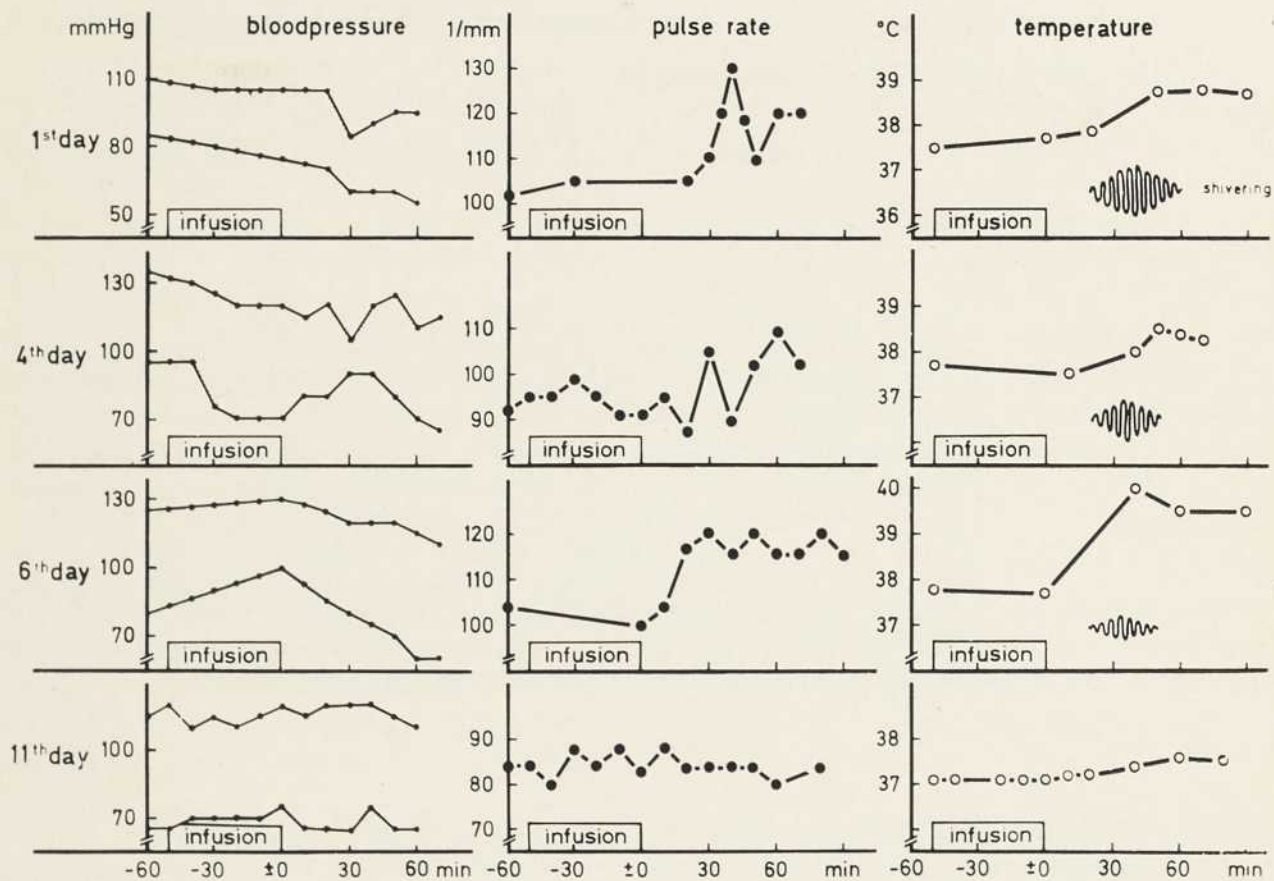 mmHg bloodpressure 1/mm pulse rate °C temperature
1st day
110
80
50
infusion
130
120
110
100
infusion
39
38
37
36
shivering
infusion
4th day
130
100
70
infusion
110
100
90
infusion
39
38
37
infusion
6th day
130
100
70
infusion
120
110
100
infusion
40
39
38
37
infusion
11th day
100
70
infusion
90
80
70
infusion
38
37
infusion
-60 -30 ±0 30 60 min -60 -30 ±0 30 60 min -60 -30 ±0 30 60 min